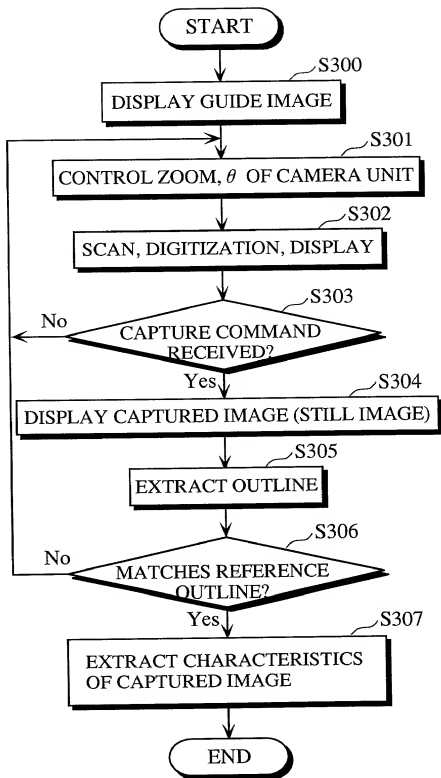 START
S300
DISPLAY GUIDE IMAGE
S301
CONTROL ZOOM, θ OF CAMERA UNIT
S302
SCAN, DIGITIZATION, DISPLAY
S303
No
CAPTURE COMMAND
RECEIVED?
Yes
S304
DISPLAY CAPTURED IMAGE (STILL IMAGE)
S305
EXTRACT OUTLINE
S306
No
MATCHES REFERENCE
OUTLINE?
Yes
S307
EXTRACT CHARACTERISTICS
OF CAPTURED IMAGE
END